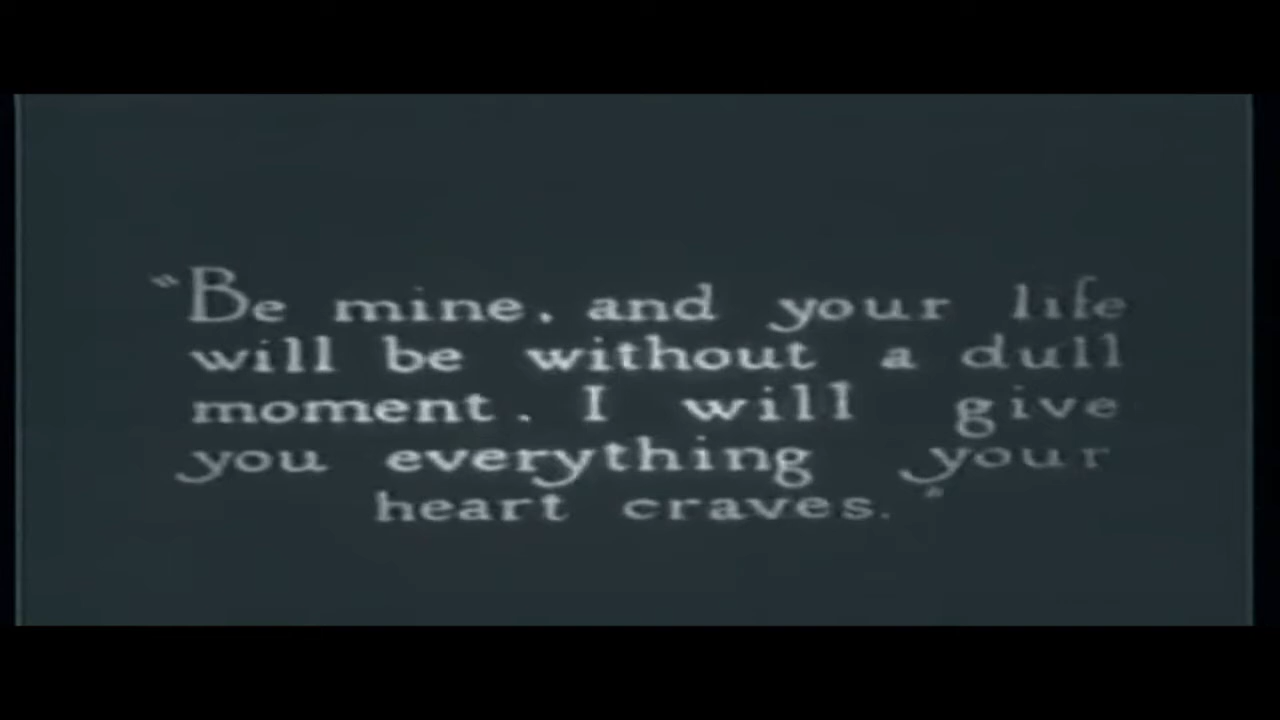 "Be mine, and your life
will be without a dull
moment. I will give
you everything your
heart craves."